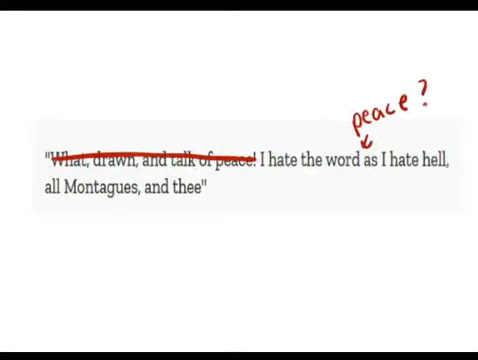 peace?
"What, drawn, and talk of peace! I hate the word as I hate hell,
all Montagues, and thee"